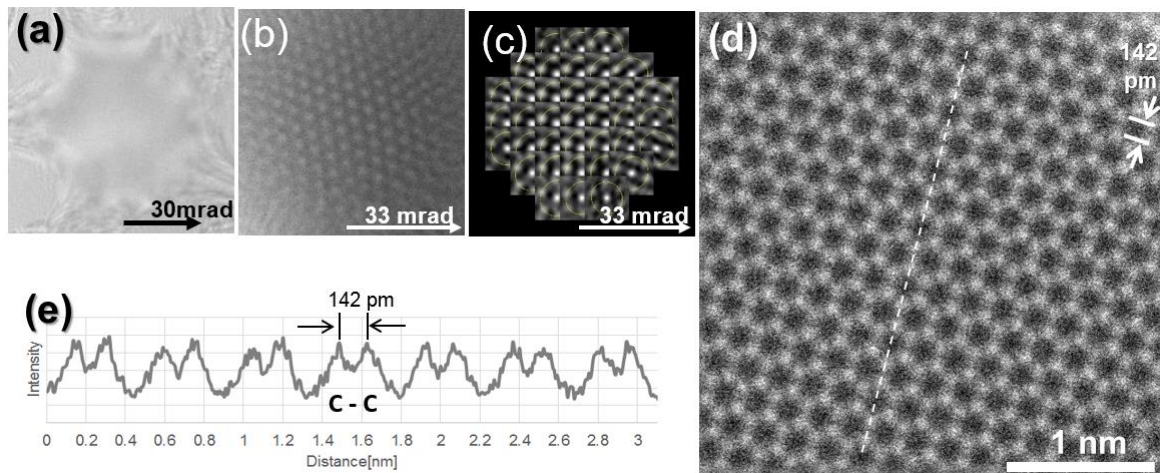 (a)
30mrad
(b)
33 mrad
(c)
33 mrad
(d)
142
pm
1 nm
(e)
142 pm
Intensity
C - C
0 0.2 0.4 0.6 0.8 1 1.2 1.4 1.6 1.8 2 2.2 2.4 2.6 2.8 3
Distance[nm]